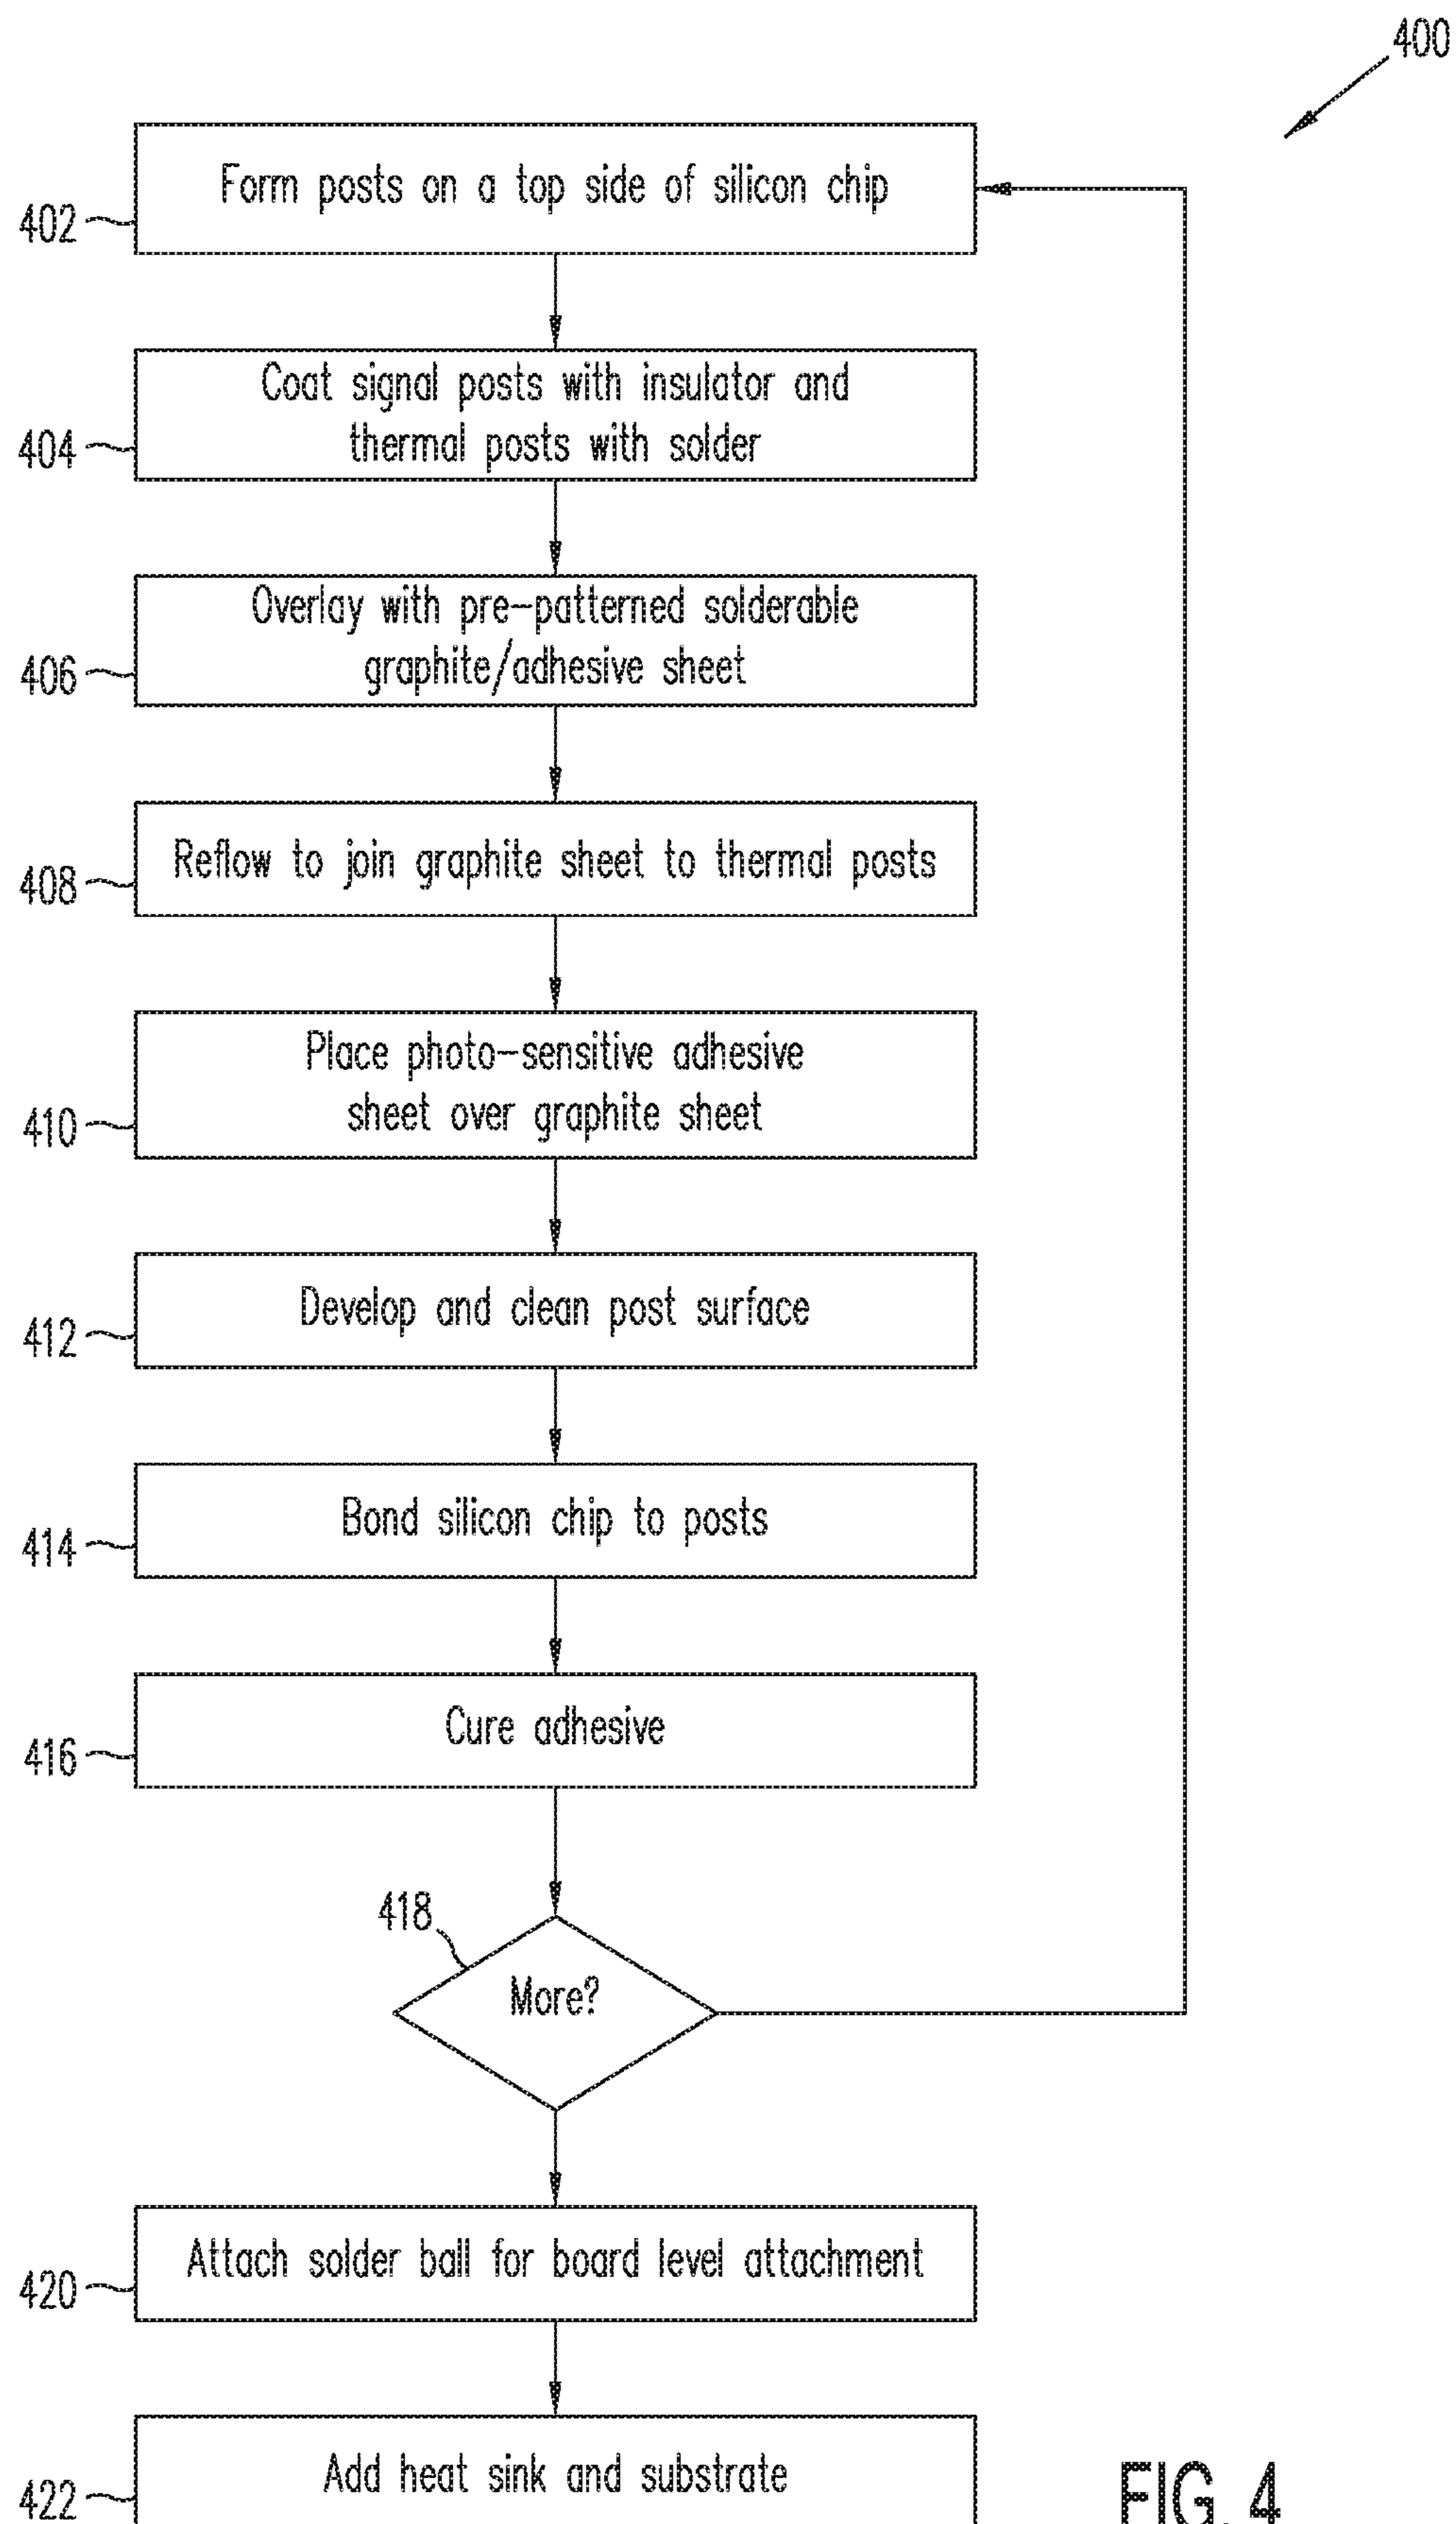 400
Form posts on a top side of silicon chip
402
Coat signal posts with insulator and
thermal posts with solder
404
Overlay with pre-patterned solderable
graphite/adhesive sheet
406
Reflow to join graphite sheet to thermal posts
408
Place photo-sensitive adhesive
sheet over graphite sheet
410
Develop and clean post surface
412
Bond silicon chip to posts
414
Cure adhesive
416
418
More?
Attach solder ball for board level attachment
420
Add heat sink and substrate
422
FIG. 4